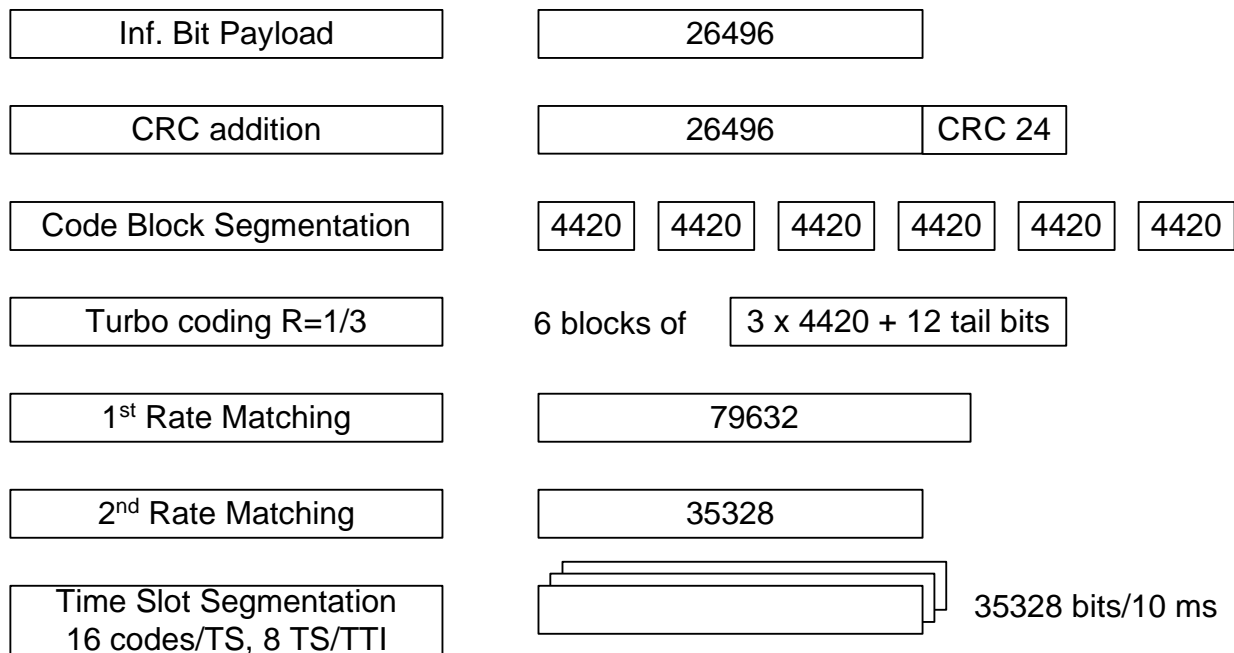 Inf. Bit Payload 26496
CRC addition 26496 CRC 24
Code Block Segmentation 4420 4420 4420 4420 4420 4420
Turbo coding R=1/3 6 blocks of 3 x 4420 + 12 tail bits
1st Rate Matching 79632
2nd Rate Matching 35328
Time Slot Segmentation
16 codes/TS, 8 TS/TTI
35328 bits/10 ms